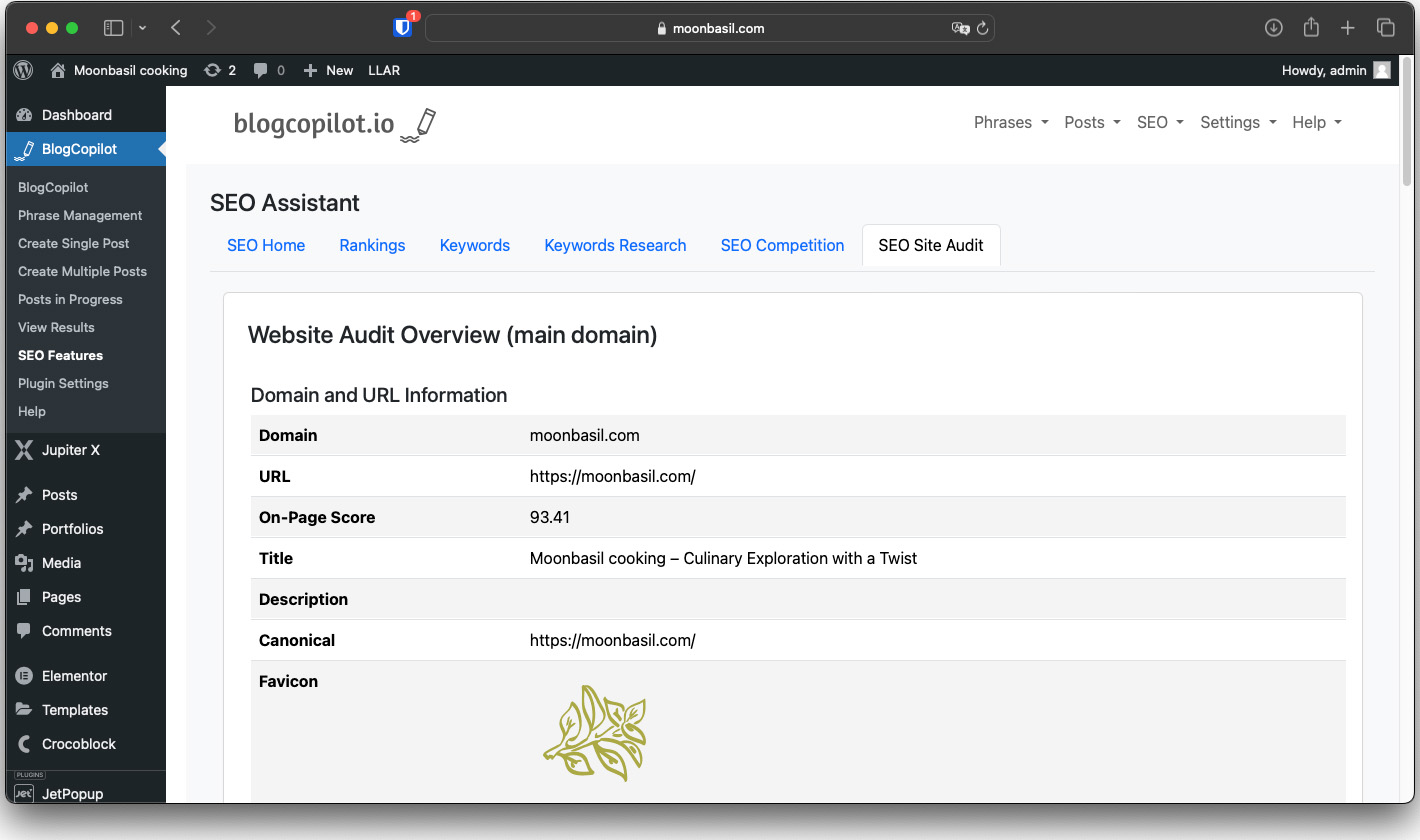 1
moonbasil.com
Moonbasil cooking 2 0 New LLAR Howdy, admin
Dashboard
BlogCopilot
BlogCopilot
Phrase Management
Create Single Post
Create Multiple Posts
Posts in Progress
View Results
SEO Features
Plugin Settings
Help
Jupiter X
Posts
Portfolios
Media
Pages
Comments
Elementor
Templates
Crocoblock
PLUGINS
JET JetPopup
blogcopilot.io
Phrases Posts SEO Settings Help
SEO Assistant
SEO Home Rankings Keywords Keywords Research SEO Competition SEO Site Audit
Website Audit Overview (main domain)
Domain and URL Information
Domain moonbasil.com
URL https://moonbasil.com/
On-Page Score 93.41
Title Moonbasil cooking – Culinary Exploration with a Twist
Description
Canonical https://moonbasil.com/
Favicon